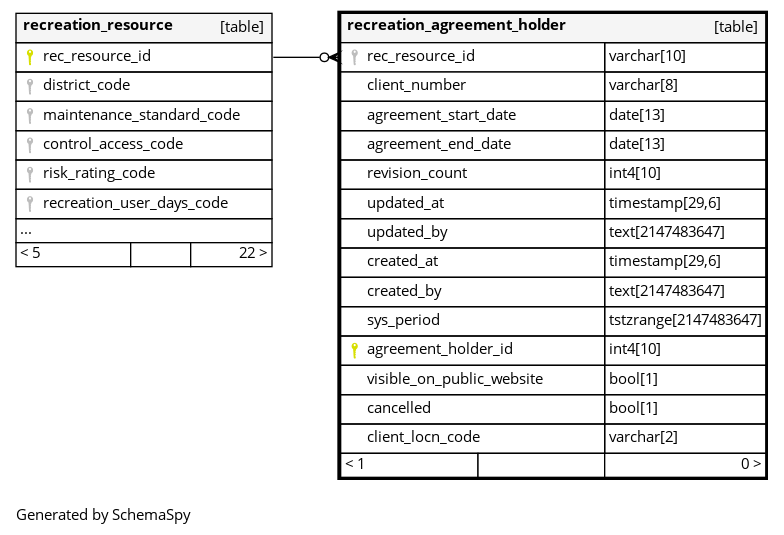 recreation_resource [table]
rec_resource_id
district_code
maintenance_standard_code
control_access_code
risk_rating_code
recreation_user_days_code
...
< 5 22 >
recreation_agreement_holder [table]
rec_resource_id varchar[10]
client_number varchar[8]
agreement_start_date date[13]
agreement_end_date date[13]
revision_count int4[10]
updated_at timestamp[29,6]
updated_by text[2147483647]
created_at timestamp[29,6]
created_by text[2147483647]
sys_period tstzrange[2147483647]
agreement_holder_id int4[10]
visible_on_public_website bool[1]
cancelled bool[1]
client_locn_code varchar[2]
< 1 0 >
Generated by SchemaSpy